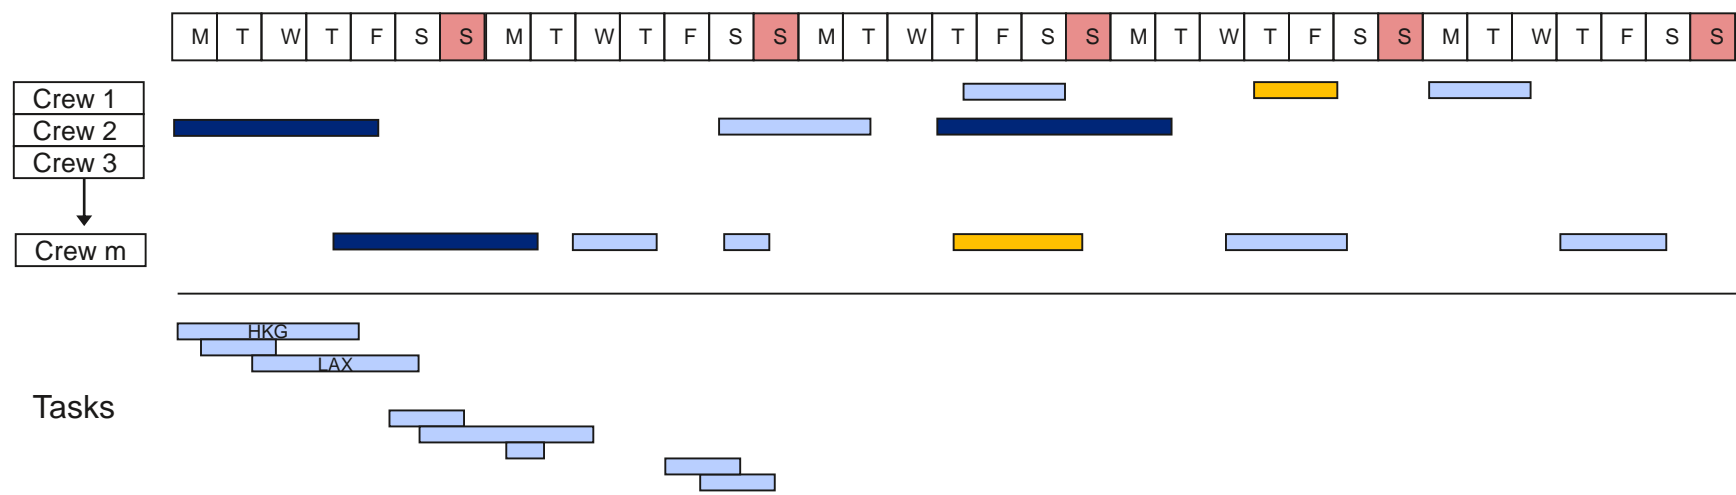 M T W T F S S M T W T F S S M T W T F S S M T W T F S S M T W T F S S
Crew 1
Crew 2
Crew 3
Crew m
HKG
LAX
Tasks